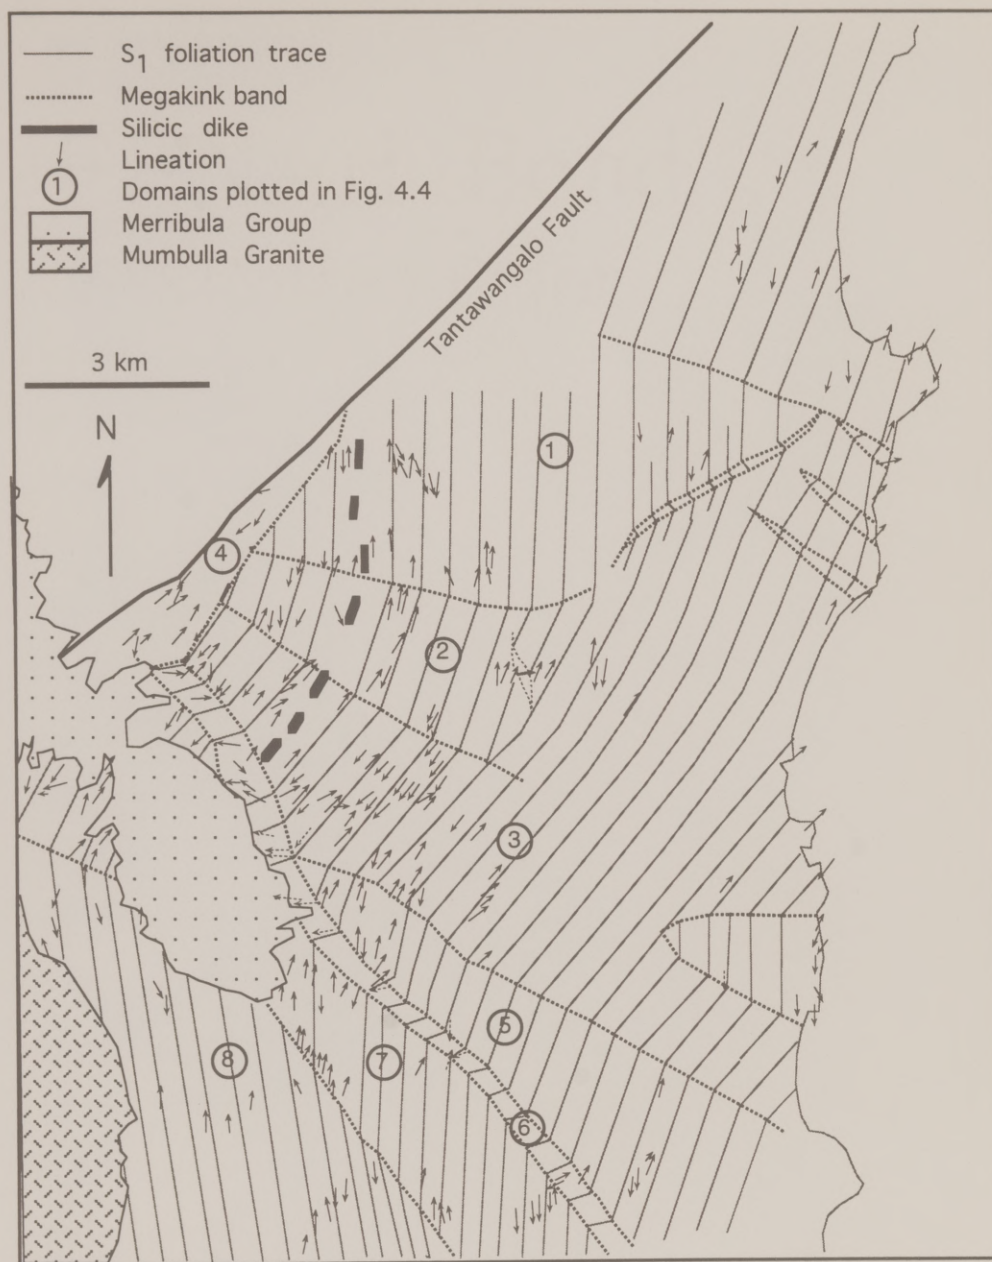 S1 foliation trace
Megakink band
Silicic dike
Lineation
1 Domains plotted in Fig. 4.4
Merribula Group
Mumbulla Granite
3 km
N
Tantawangalo Fault
1
4
2
3
5
8
7
6